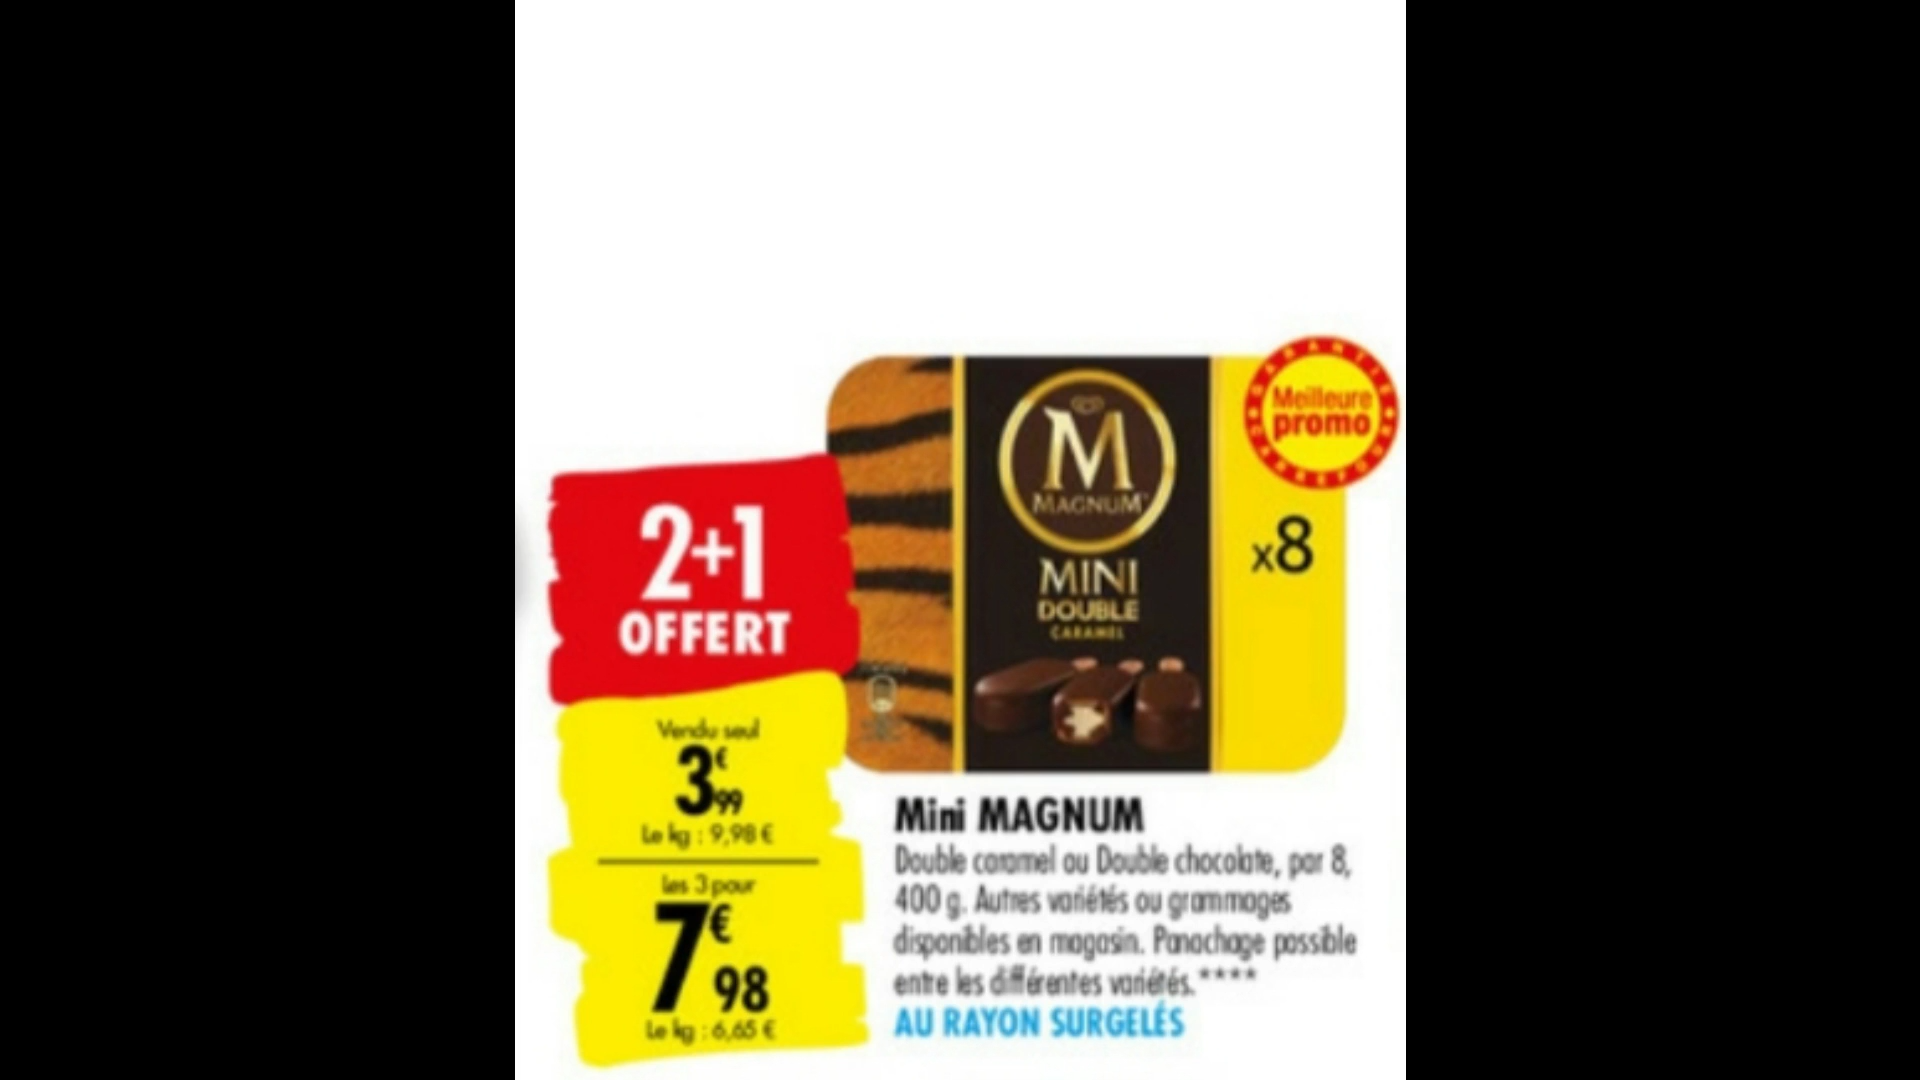 GARANTIE
Meilleure
promo
CARREFOUR
M
MAGNUM
MINI
DOUBLE
CARAMEL
x8
2+1
OFFERT
Vendu seul
3€99
Le kg : 9,98 €
Les 3 pour
7€98
Le kg : 6,65 €
Mini MAGNUM
Double caramel ou Double chocolate, par 8,
400 g. Autres variétés ou grammages
disponibles en magasin. Panachage possible
entre les différentes variétés.****
AU RAYON SURGELÉS